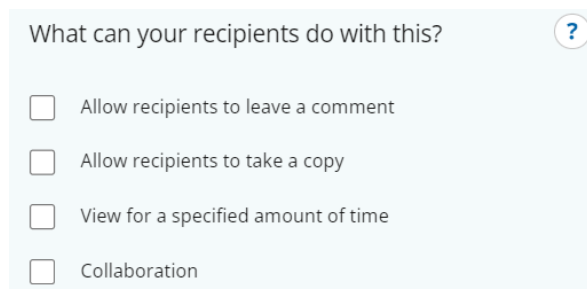 What can your recipients do with this?
?
Allow recipients to leave a comment
Allow recipients to take a copy
View for a specified amount of time
Collaboration